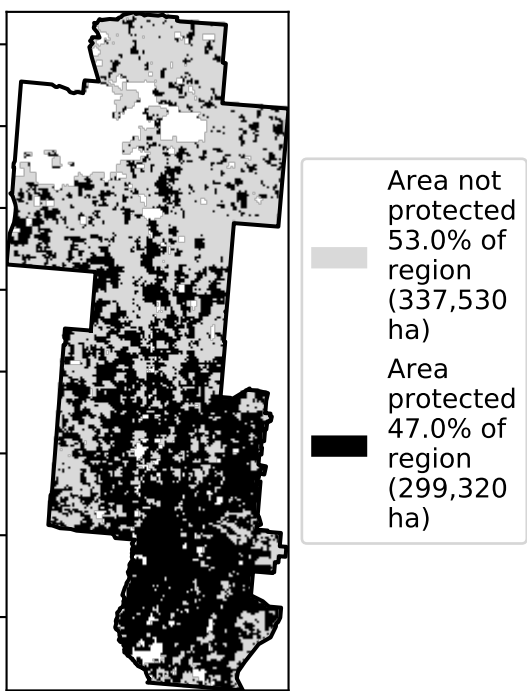 Area not
protected
53.0% of
region
(337,530
ha)
Area
protected
47.0% of
region
(299,320
ha)